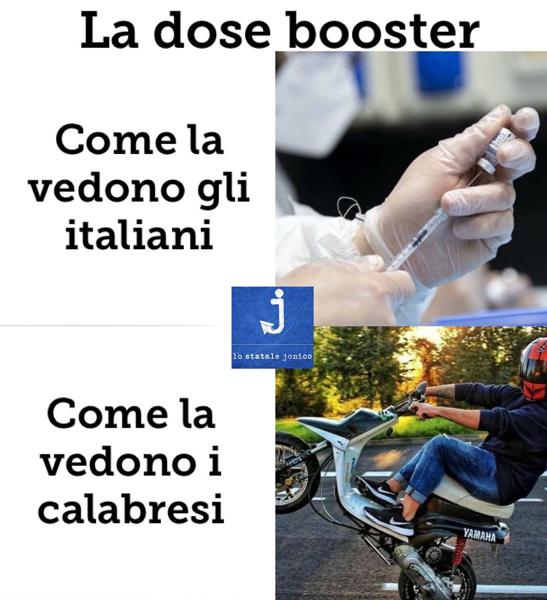 La dose booster
Come la
vedono gli
italiani
lo statale jonico
Come la
vedono i
calabresi
YAMAHA